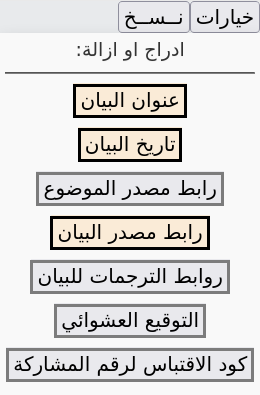 خيارات نــســخ
ادراج او ازالة:
عنوان البيان
تاريخ البيان
رابط مصدر الموضوع
رابط مصدر البيان
روابط الترجمات للبيان
التوقيع العشوائي
كود الاقتباس لرقم المشاركة